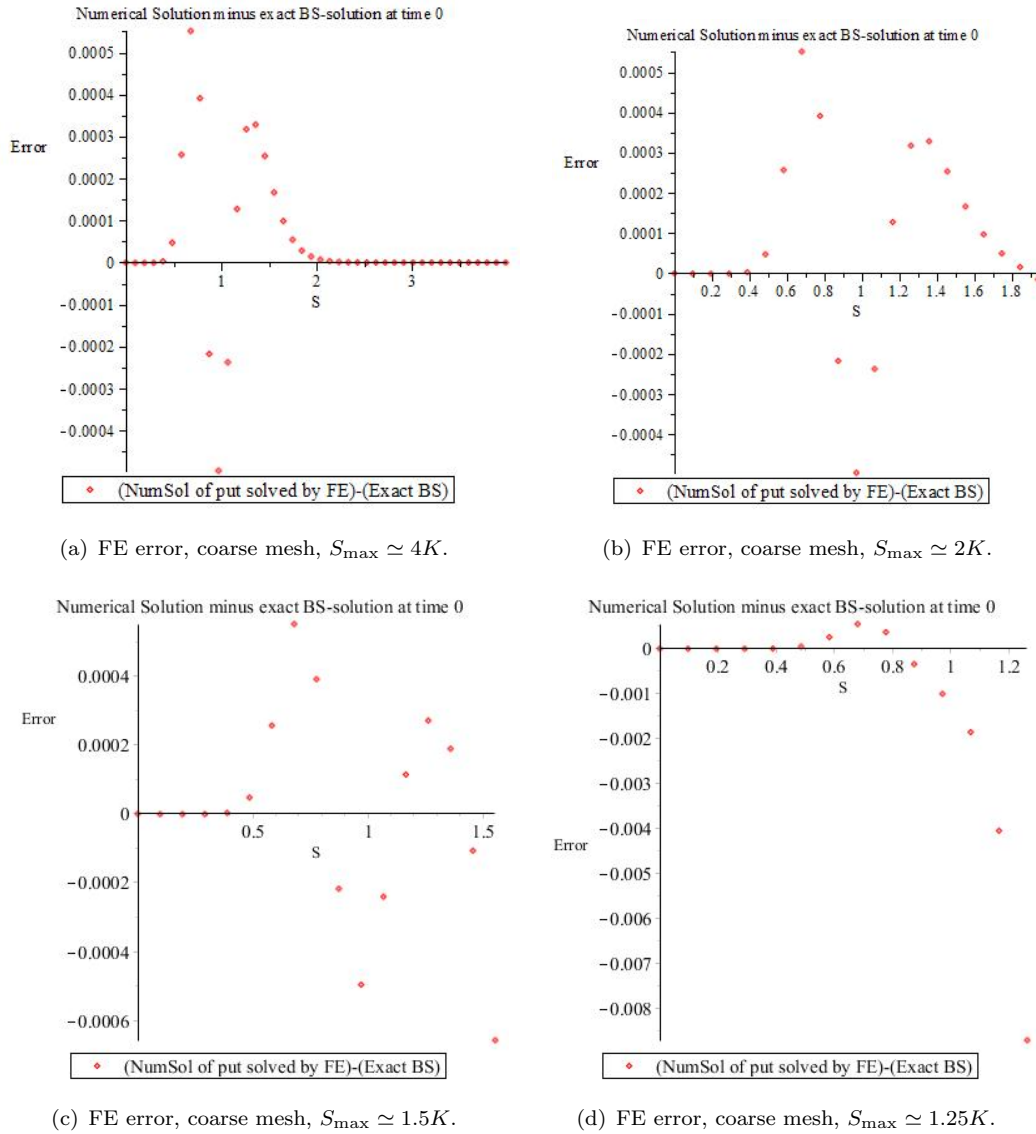 Numerical Solution minus exact BS-solution at time 0
0.0005
0.0004
0.0003
0.0002
0.0001
0
-0.0001
-0.0002
-0.0003
-0.0004
Error
1
2
3
S
(NumSol of put solved by FE)-(Exact BS)
(a) FE error, coarse mesh, S_max ≃ 4K.
Numerical Solution minus exact BS-solution at time 0
0.0005
0.0004
0.0003
0.0002
0.0001
0
-0.0001
-0.0002
-0.0003
-0.0004
Error
0.2 0.4 0.6 0.8 1 1.2 1.4 1.6 1.8
S
(NumSol of put solved by FE)-(Exact BS)
(b) FE error, coarse mesh, S_max ≃ 2K.
Numerical Solution minus exact BS-solution at time 0
0.0004
0.0002
0
−0.0002
−0.0004
−0.0006
Error
0.5 1 1.5
S
(NumSol of put solved by FE)-(Exact BS)
(c) FE error, coarse mesh, S_max ≃ 1.5K.
Numerical Solution minus exact BS-solution at time 0
0
−0.001
−0.002
−0.003
−0.004
−0.005
−0.006
−0.007
−0.008
Error
0.2 0.4 0.6 0.8 1 1.2
S
(NumSol of put solved by FE)-(Exact BS)
(d) FE error, coarse mesh, S_max ≃ 1.25K.